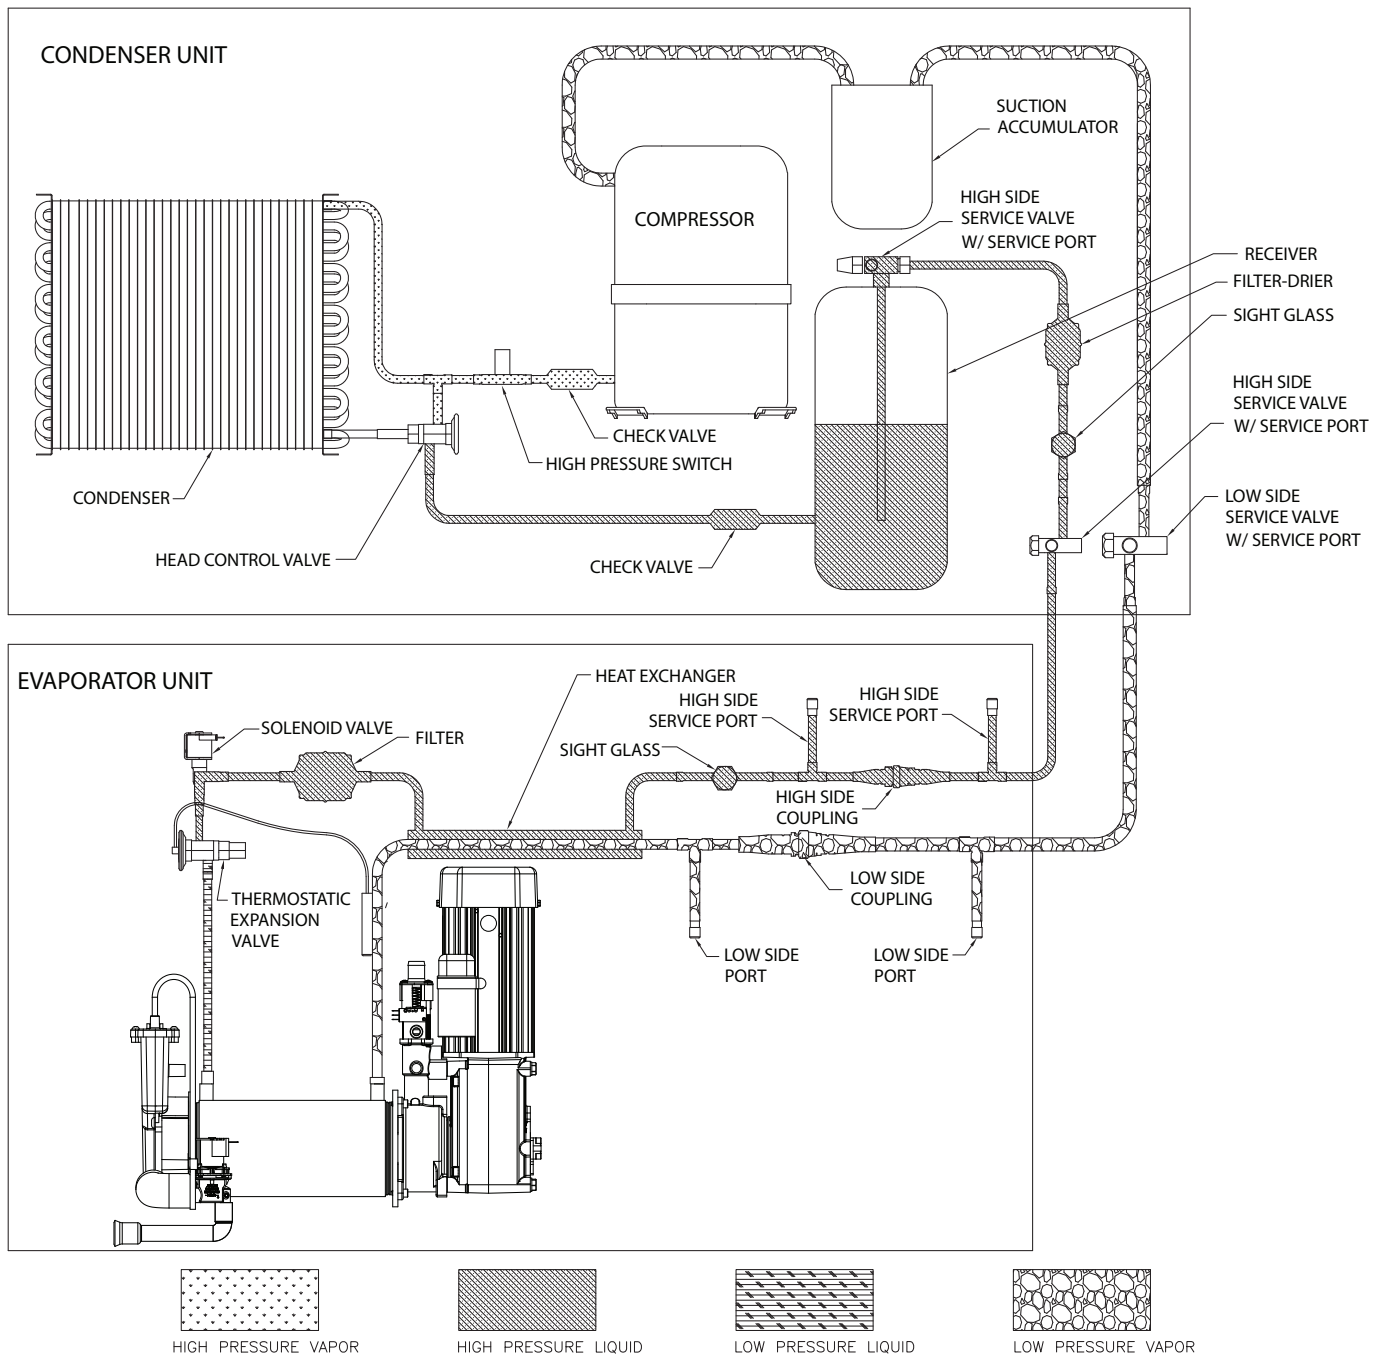 CONDENSER UNIT
SUCTION
ACCUMULATOR
COMPRESSOR
HIGH SIDE
SERVICE VALVE
W/ SERVICE PORT
RECEIVER
FILTER-DRIER
SIGHT GLASS
HIGH SIDE
SERVICE VALVE
W/ SERVICE PORT
CHECK VALVE
HIGH PRESSURE SWITCH
CONDENSER
LOW SIDE
SERVICE VALVE
W/ SERVICE PORT
HEAD CONTROL VALVE
CHECK VALVE
EVAPORATOR UNIT
HEAT EXCHANGER
HIGH SIDE
SERVICE PORT
HIGH SIDE
SERVICE PORT
SOLENOID VALVE
FILTER
SIGHT GLASS
HIGH SIDE
COUPLING
THERMOSTATIC
EXPANSION
VALVE
LOW SIDE
COUPLING
LOW SIDE
PORT
LOW SIDE
PORT
HIGH PRESSURE VAPOR
HIGH PRESSURE LIQUID
LOW PRESSURE LIQUID
LOW PRESSURE VAPOR